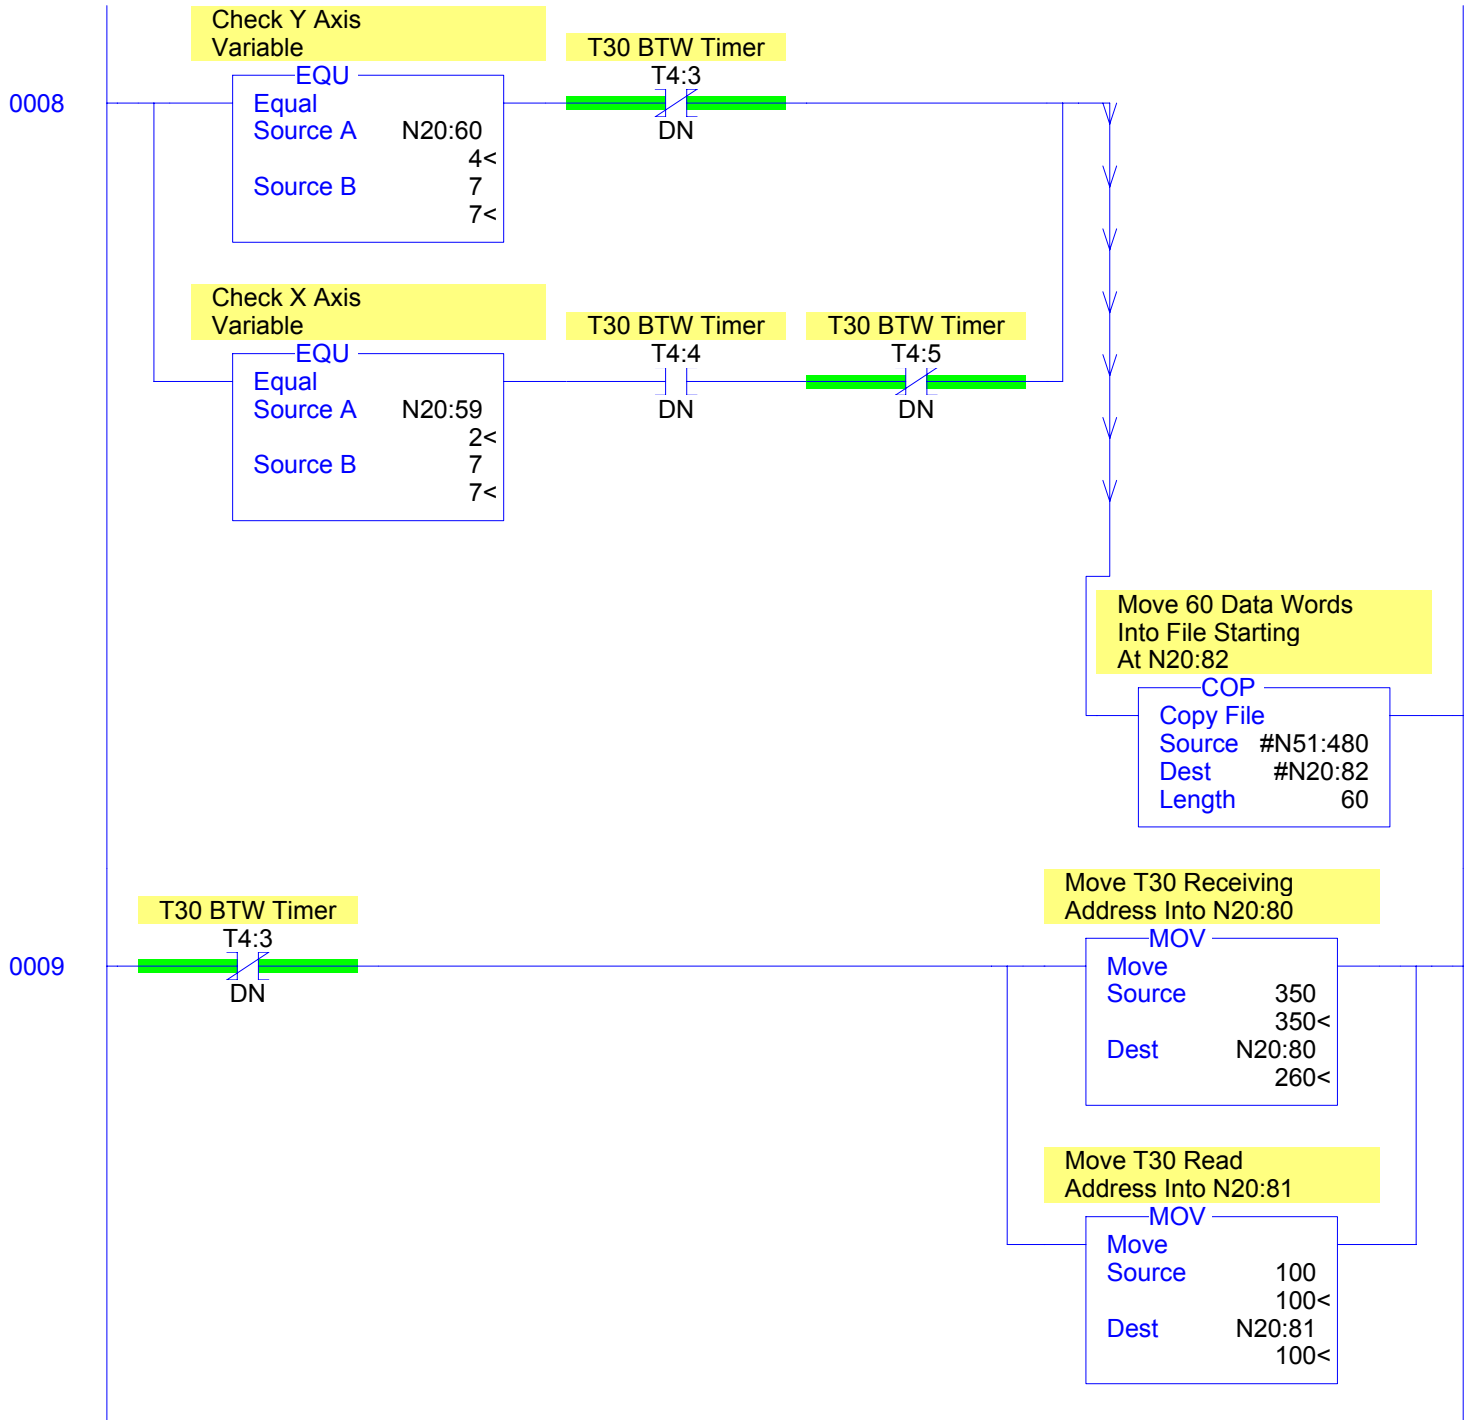 Check Y Axis
Variable
T30 BTW Timer
EQU
T4:3
0008
Equal
Source A N20:60
DN
4<
Source B 7
7<
Check X Axis
Variable
T30 BTW Timer T30 BTW Timer
EQU
T4:4 T4:5
Equal
Source A N20:59
DN DN
2<
Source B 7
7<
Move 60 Data Words
Into File Starting
At N20:82
COP
Copy File
Source #N51:480
Dest #N20:82
Length 60
T30 BTW Timer
T4:3
0009
DN
Move T30 Receiving
Address Into N20:80
MOV
Move
Source 350
350<
Dest N20:80
260<
Move T30 Read
Address Into N20:81
MOV
Move
Source 100
100<
Dest N20:81
100<